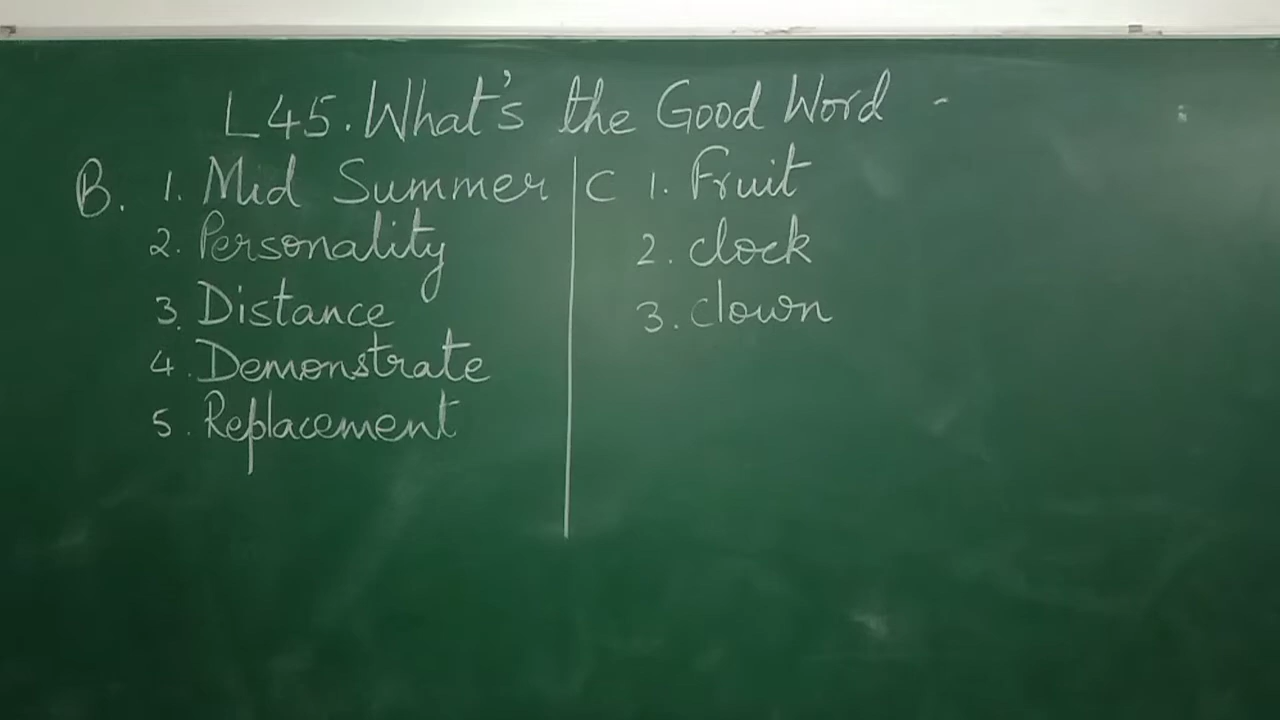 L45. What's the Good Word -
B. 1. Mid Summer
2. Personality
3. Distance
4. Demonstrate
5. Replacement
C 1. Fruit
2. clock
3. clown